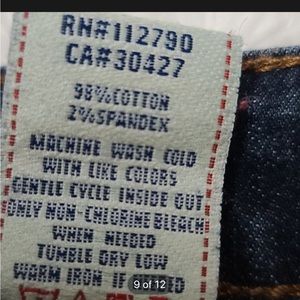 RN#112790
CA#30427
98%COTTON
2%SPANDEX
MACHINE WASH COLD
WITH LIKE COLORS
GENTLE CYCLE INSIDE OUT
ONLY NON-CHLORINE BLEACH
WHEN NEEDED
TUMBLE DRY LOW
WARM IRON IF
9 of 12